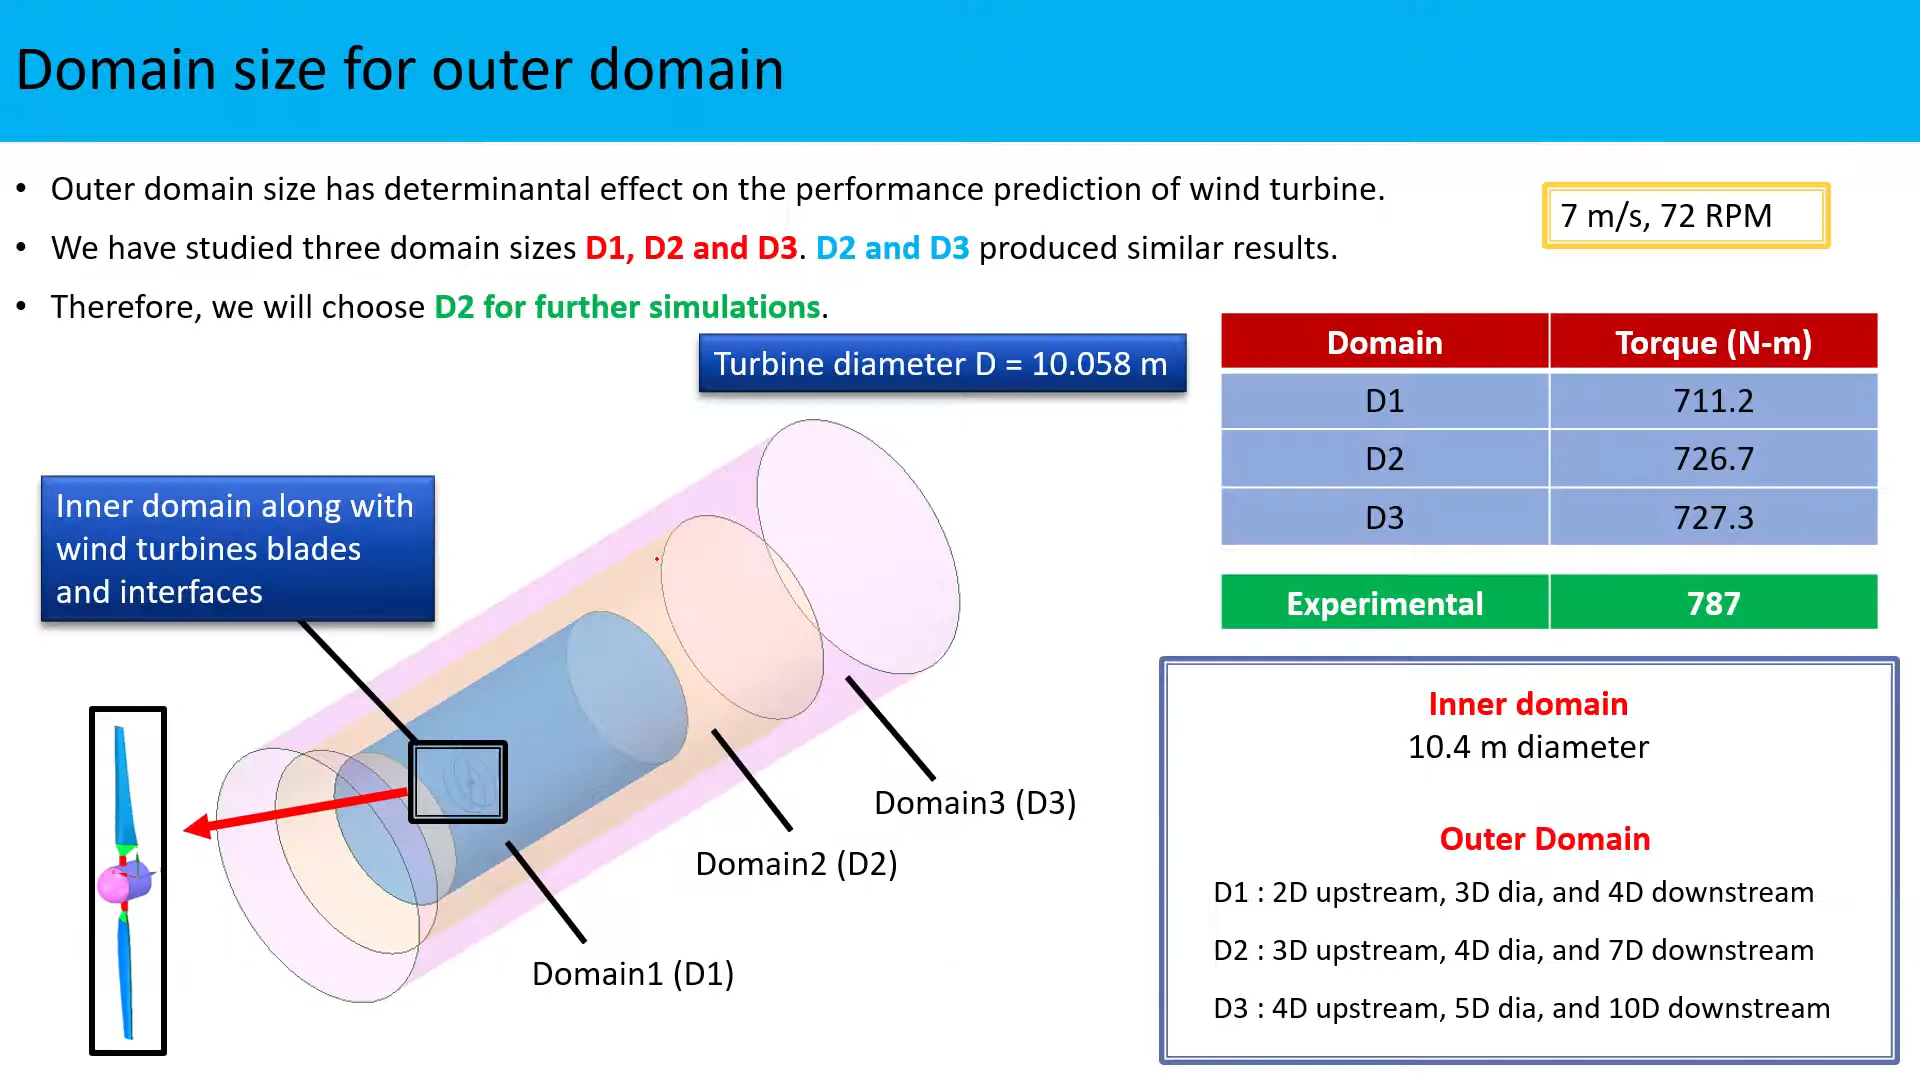 Domain size for outer domain
• Outer domain size has determinantal effect on the performance prediction of wind turbine.
• We have studied three domain sizes D1, D2 and D3. D2 and D3 produced similar results.
• Therefore, we will choose D2 for further simulations.
7 m/s, 72 RPM
Turbine diameter D = 10.058 m
Domain Torque (N-m)
D1 711.2
D2 726.7
D3 727.3
Experimental 787
Inner domain along with
wind turbines blades
and interfaces
Domain3 (D3)
Domain2 (D2)
Domain1 (D1)
Inner domain
10.4 m diameter
Outer Domain
D1 : 2D upstream, 3D dia, and 4D downstream
D2 : 3D upstream, 4D dia, and 7D downstream
D3 : 4D upstream, 5D dia, and 10D downstream